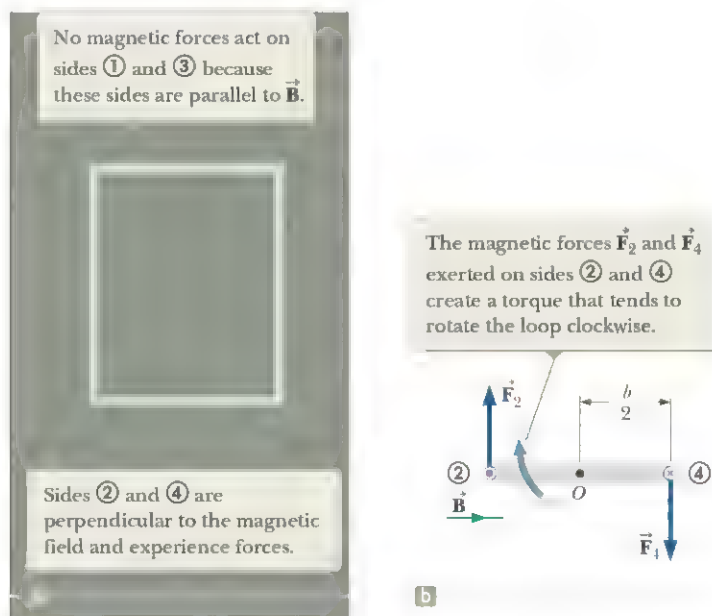 No magnetic forces act on
sides ① and ③ because
these sides are parallel to B⃗.
Sides ② and ④ are
perpendicular to the magnetic
field and experience forces.
The magnetic forces F⃗₂ and F⃗₄
exerted on sides ② and ④
create a torque that tends to
rotate the loop clockwise.
F⃗₂
b
2
②
④
O
B⃗
F⃗₄
b